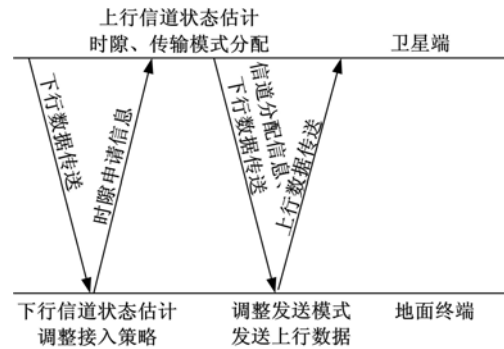 上行信道状态估计
时隙、传输模式分配
卫星端
下行数据传送
时隙申请信息
信道分配信息、
下行数据传送
上行数据传送
下行信道状态估计
调整接入策略
调整发送模式
发送上行数据
地面终端